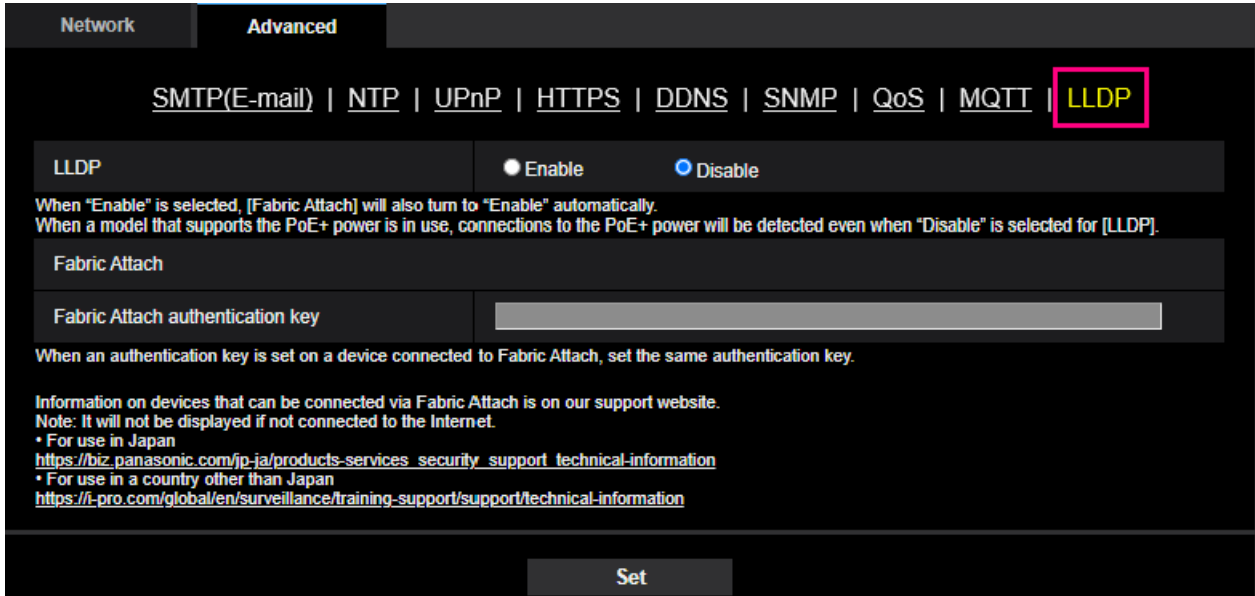 Network Advanced
SMTP(E-mail) | NTP | UPnP | HTTPS | DDNS | SNMP | QoS | MQTT | LLDP
LLDP Enable Disable
When “Enable” is selected, [Fabric Attach] will also turn to “Enable” automatically.
When a model that supports the PoE+ power is in use, connections to the PoE+ power will be detected even when “Disable” is selected for [LLDP].
Fabric Attach
Fabric Attach authentication key
When an authentication key is set on a device connected to Fabric Attach, set the same authentication key.
Information on devices that can be connected via Fabric Attach is on our support website.
Note: It will not be displayed if not connected to the Internet.
• For use in Japan
https://biz.panasonic.com/jp-ja/products-services_security_support_technical-information
• For use in a country other than Japan
https://i-pro.com/global/en/surveillance/training-support/support/technical-information
Set